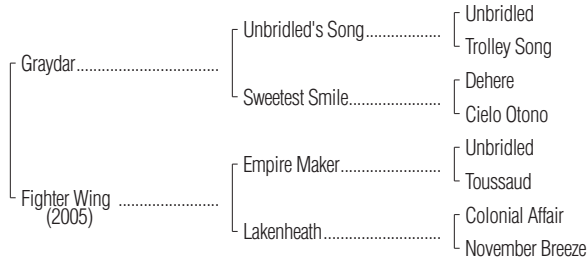 Unbridled
Unbridled's Song
Trolley Song
Graydar
Dehere
Sweetest Smile
Cielo Otono
Unbridled
Empire Maker
Toussaud
Fighter Wing
(2005)
Colonial Affair
Lakenheath
November Breeze